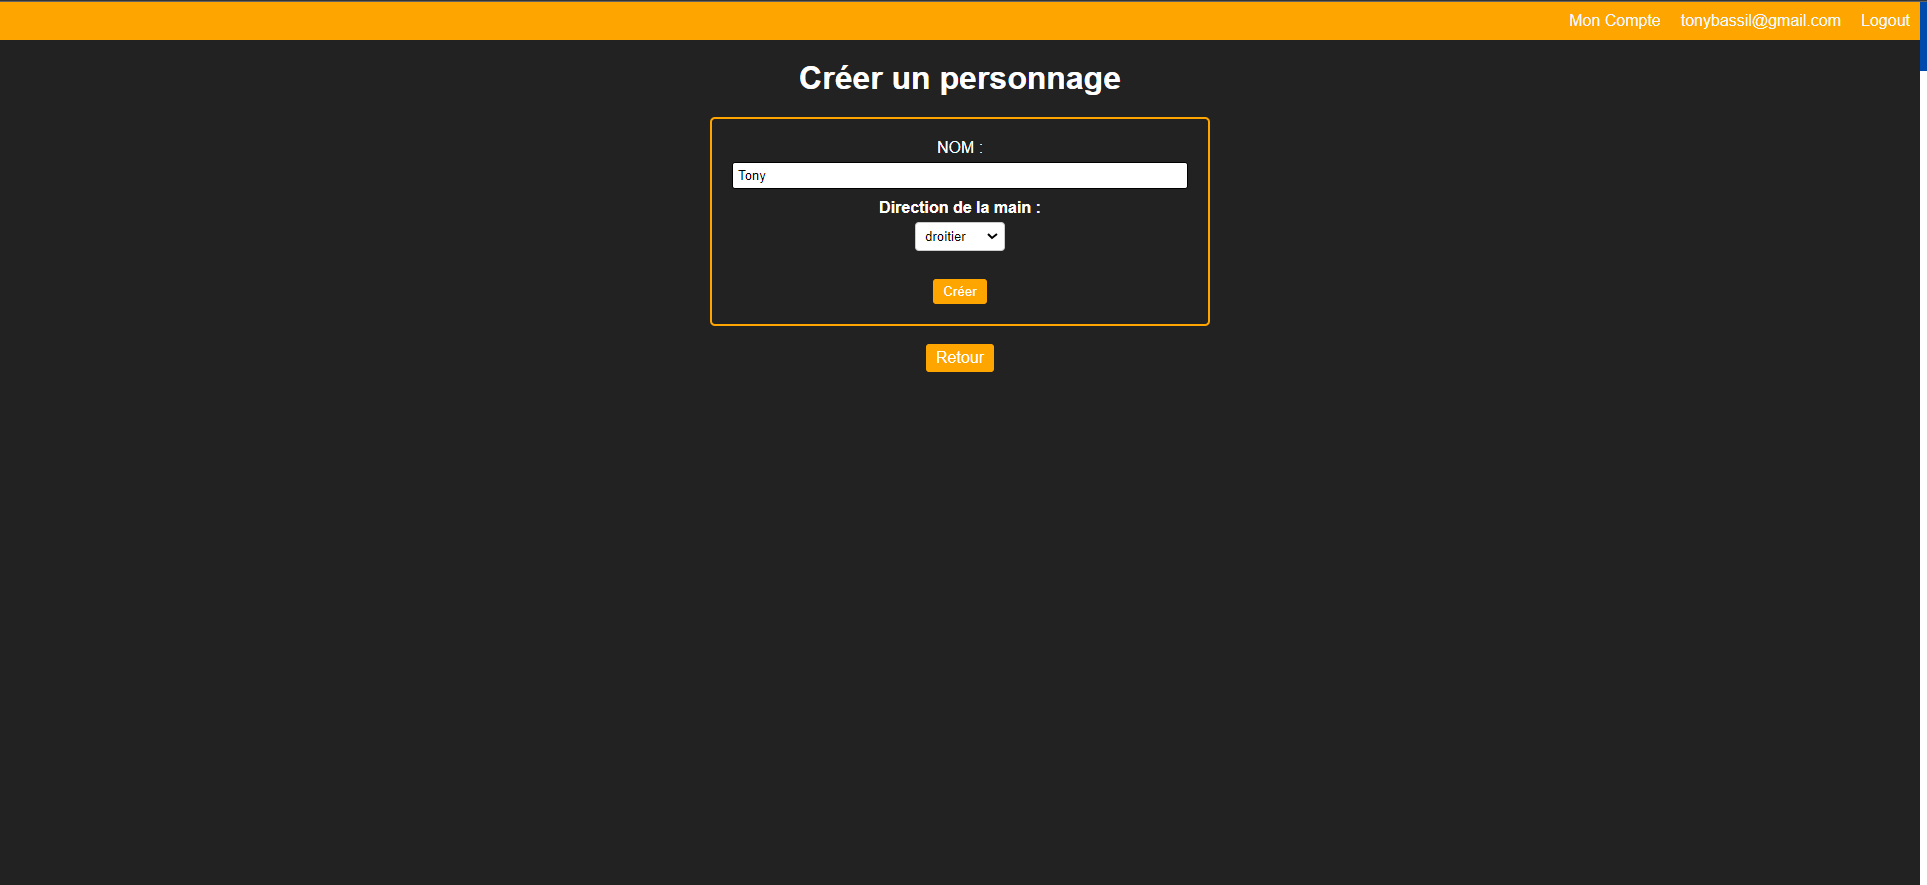 Mon Compte tonybassil@gmail.com Logout
Créer un personnage
NOM :
Tony
Direction de la main :
droitier
Créer
Retour